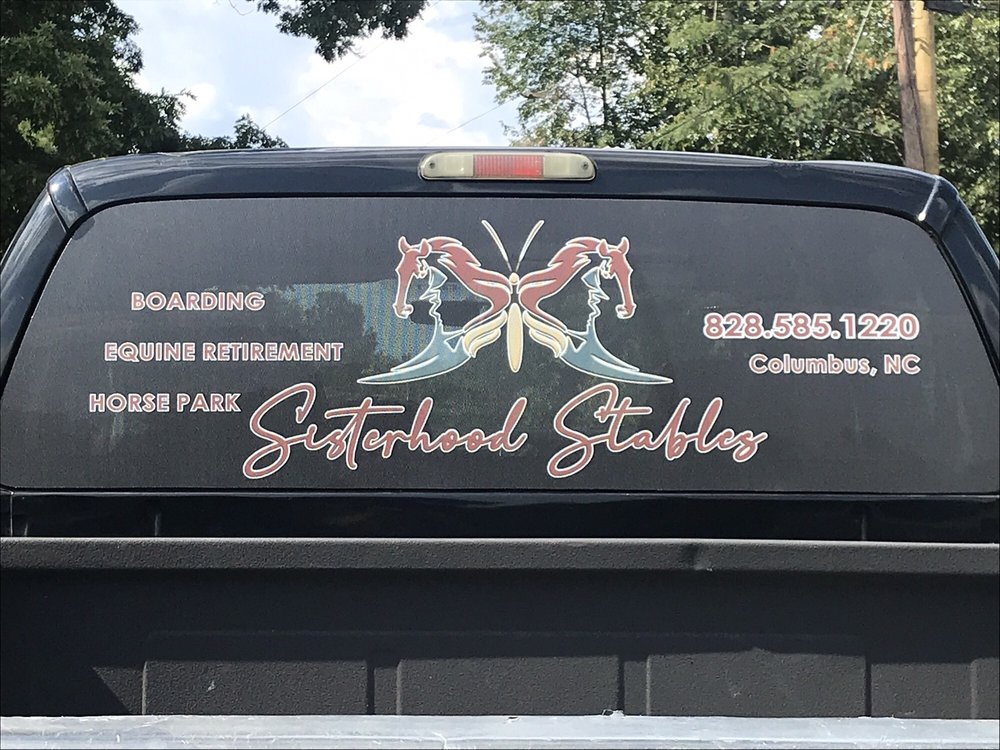 BOARDING
EQUINE RETIREMENT
HORSE PARK
Sisterhood Stables
828.585.1220
Columbus, NC